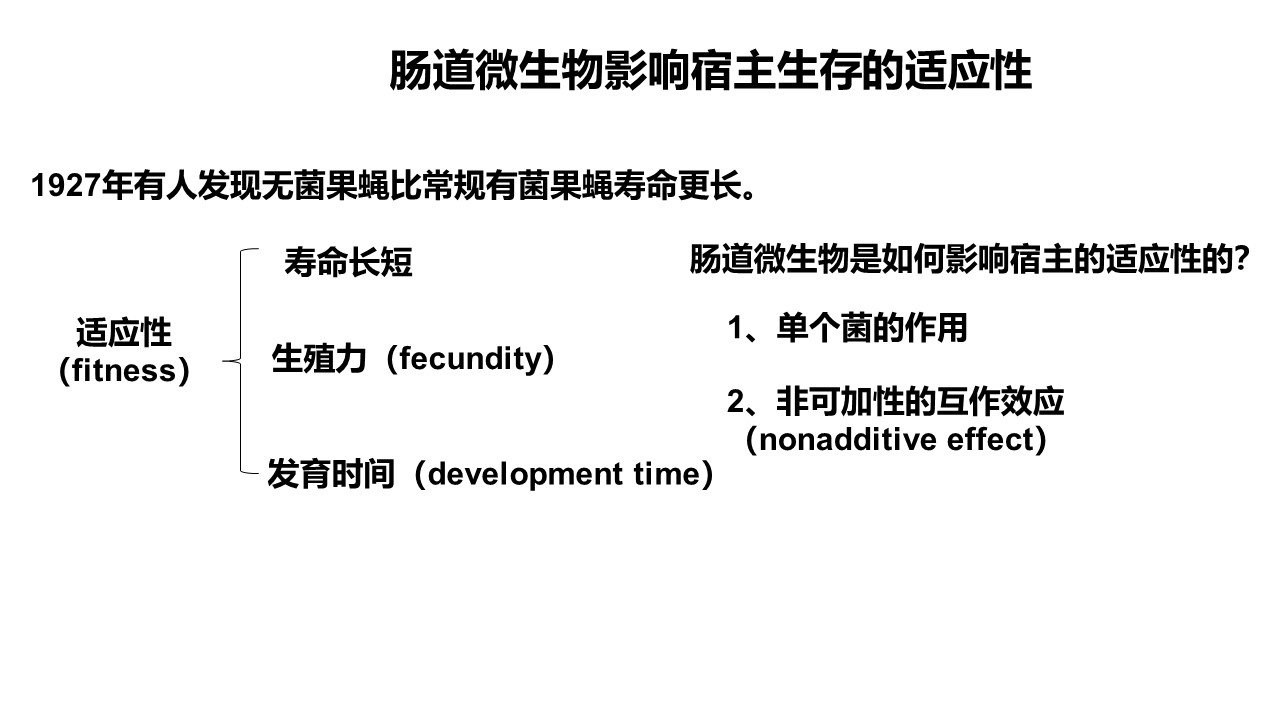 肠道微生物影响宿主生存的适应性
1927年有人发现无菌果蝇比常规有菌果蝇寿命更长。
适应性
（fitness）
寿命长短
生殖力（fecundity）
发育时间（development time）
肠道微生物是如何影响宿主的适应性的？
1、单个菌的作用
2、非可加性的互作效应
（nonadditive effect）